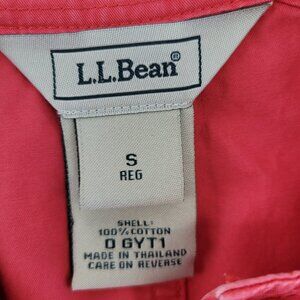 L.L.Bean®
S
REG
SHELL:
100% COTTON
0 GYT1
MADE IN THAILAND
CARE ON REVERSE